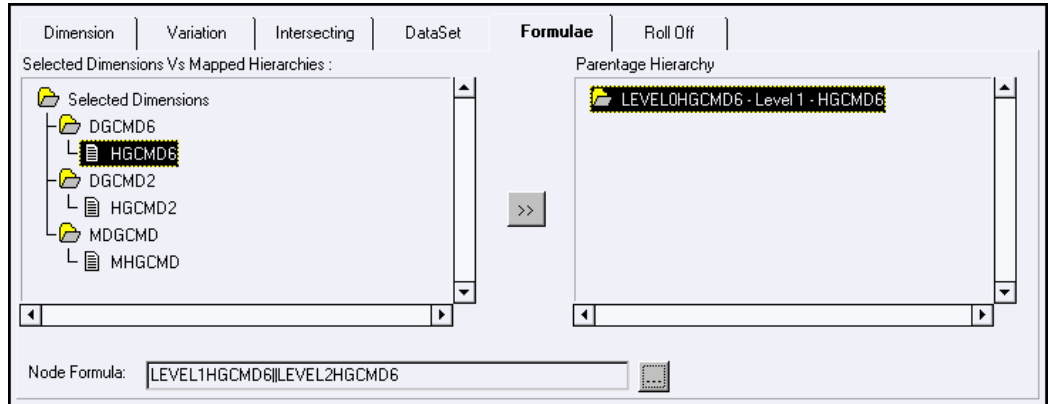 Dimension Variation Intersecting DataSet Formulae Roll Off
Selected Dimensions Vs Mapped Hierarchies :
Selected Dimensions
DGCMD6
HGCMD6
DGCMD2
HGCMD2
MDGCMD
MHGCMD
>>
Parentage Hierarchy
LEVEL0HGCMD6 - Level 1 - HGCMD6
Node Formula: LEVEL1HGCMD6||LEVEL2HGCMD6 ...